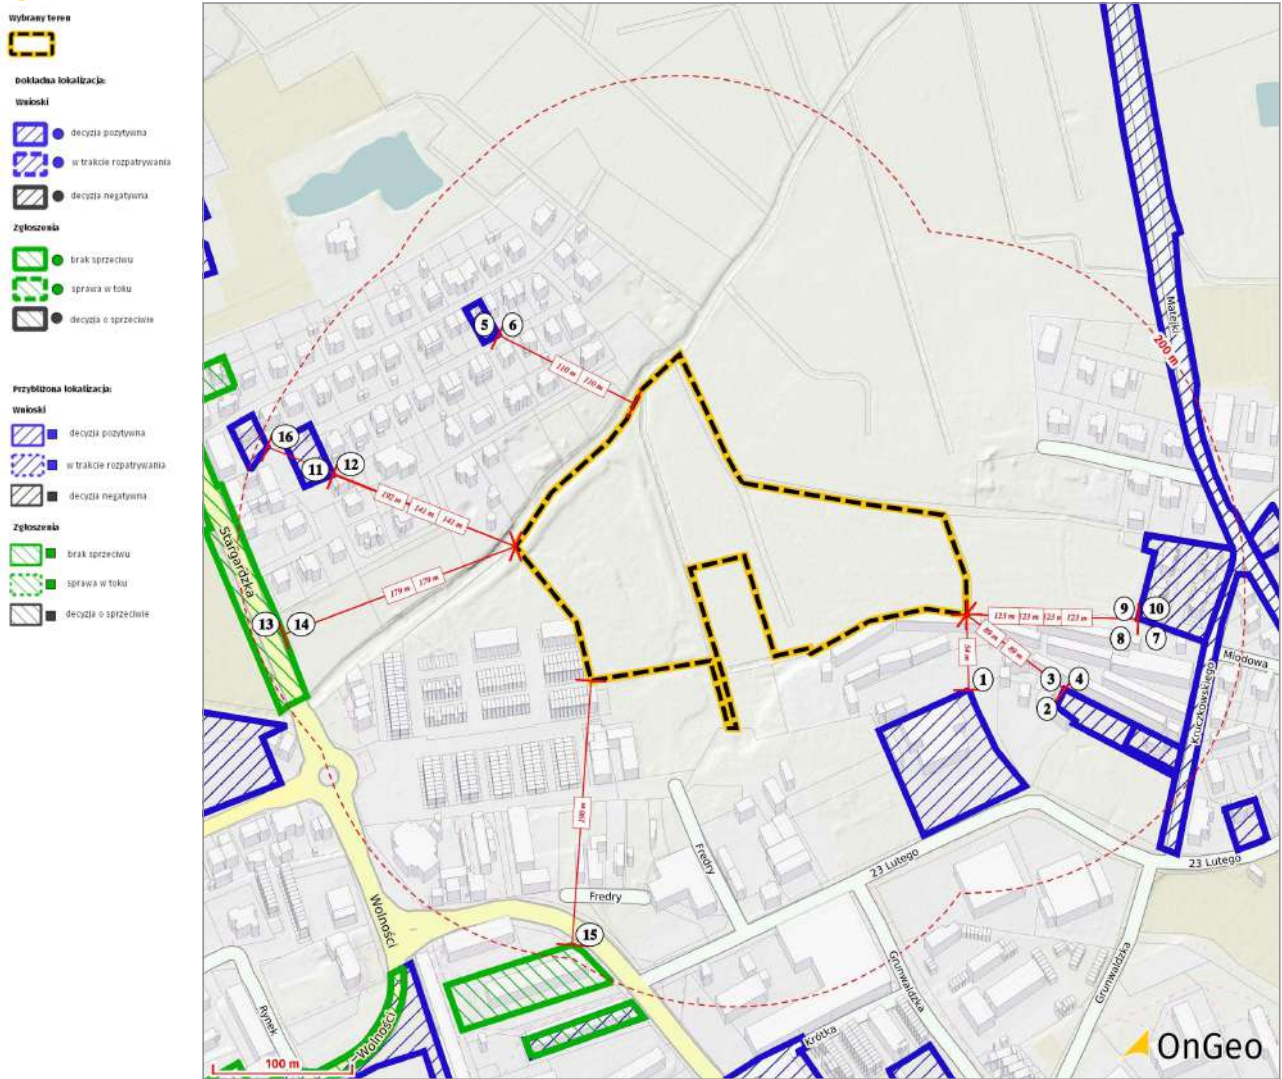 Wybrany teren
Dokładna lokalizacja:
Wnioski
decyzja pozytywna
w trakcie rozpatrywania
decyzja negatywna
Zgłoszenia
brak sprzeciwu
sprawa w toku
decyzja o sprzeciwie
Przybliżona lokalizacja:
Wnioski
decyzja pozytywna
w trakcie rozpatrywania
decyzja negatywna
Zgłoszenia
brak sprzeciwu
sprawa w toku
decyzja o sprzeciwie
Matejki
200 m
5
6
110 m
110 m
16
11
12
192 m
141 m
141 m
Stargardzka
179 m
179 m
13
14
9
10
123 m
123 m
123 m
123 m
8
7
89 m
89 m
54 m
1
3
4
2
Miodowa
Kruczkowskiego
190 m
Fredry
Fredry
23 Lutego
23 Lutego
Wolności
15
Grunwaldzka
Grunwaldzka
Rynek
Wolności
Krótka
100 m
OnGeo